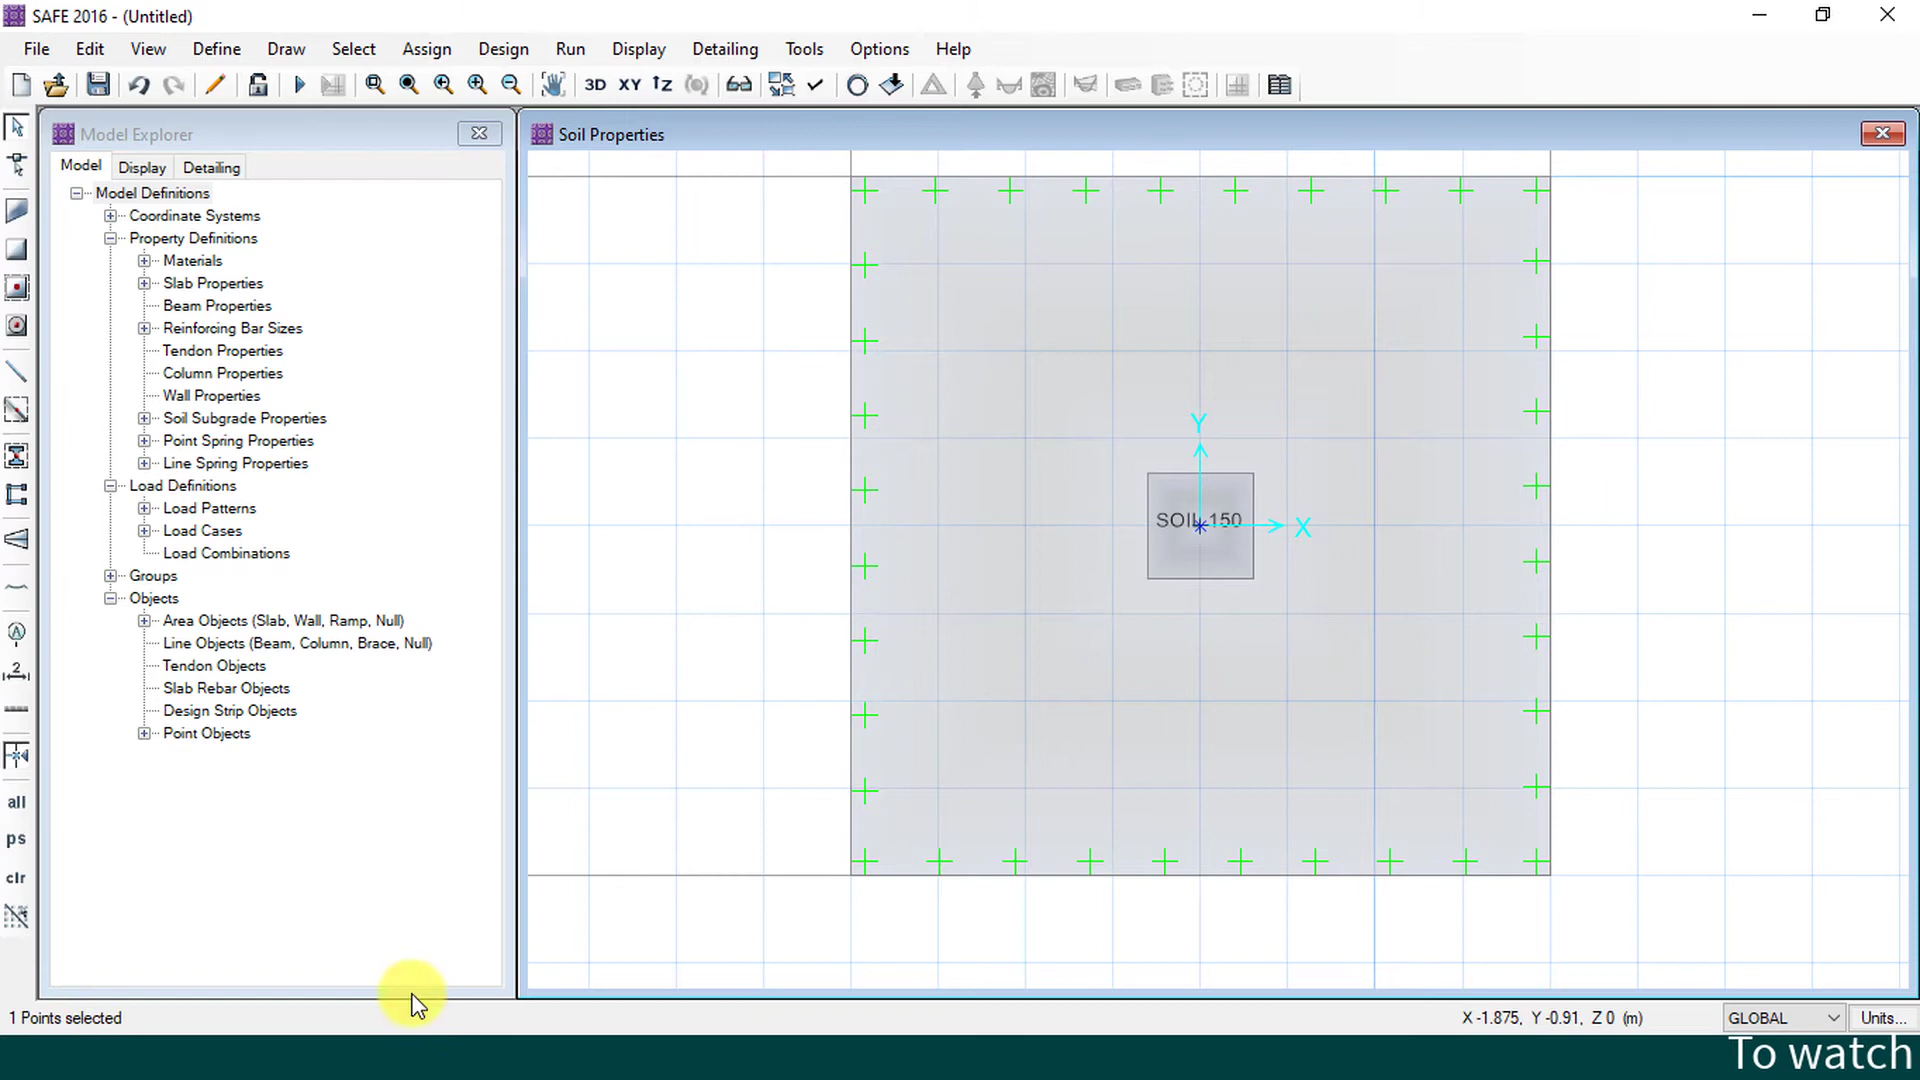 SAFE 2016 - (Untitled)
File Edit View Define Draw Select Assign Design Run Display Detailing Tools Options Help
3D XY
Model Explorer
Model Display Detailing
Model Definitions
Coordinate Systems
Property Definitions
Materials
Slab Properties
Beam Properties
Reinforcing Bar Sizes
Tendon Properties
Column Properties
Wall Properties
Soil Subgrade Properties
Point Spring Properties
Line Spring Properties
Load Definitions
Load Patterns
Load Cases
Load Combinations
Groups
Objects
Area Objects (Slab, Wall, Ramp, Null)
Line Objects (Beam, Column, Brace, Null)
Tendon Objects
Slab Rebar Objects
Design Strip Objects
Point Objects
all
ps
clr
Soil Properties
Y
SOIL 150
X
1 Points selected
X -1.875, Y -0.91, Z 0 (m)
GLOBAL
Units...
To watch